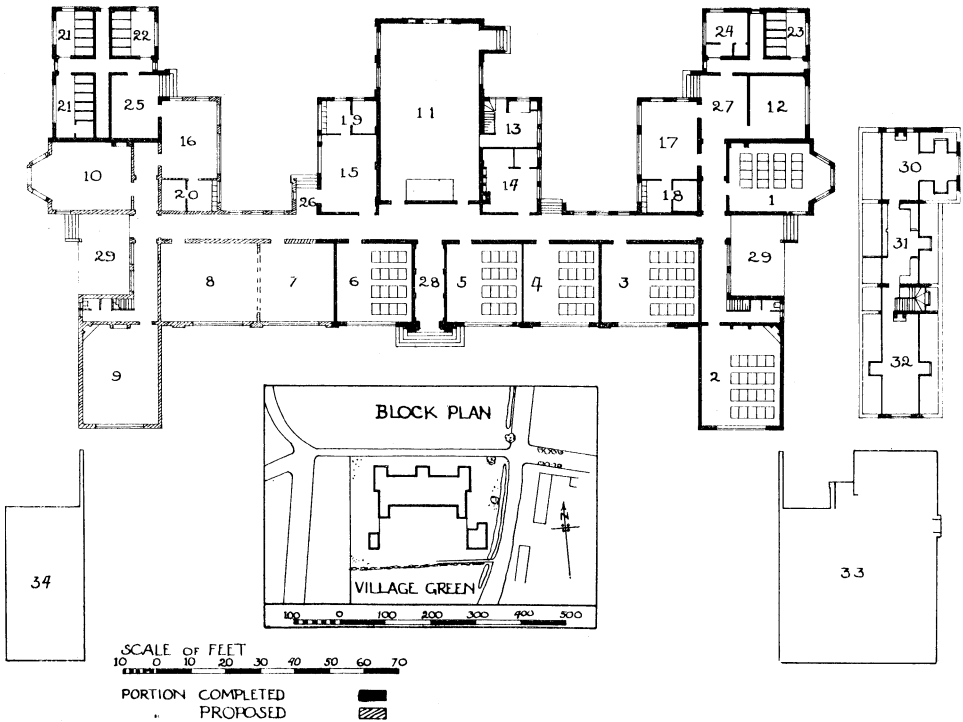 21 22 24 23
21 25 27 12
11
16 19 13 17
10 15 14 30
20 26 18 1
31
29 29
8 7 6 28 5 4 3
32
9 2
BLOCK PLAN
N
VILLAGE GREEN
100 0 100 200 300 400 500
34 33
SCALE OF FEET
10 0 10 20 30 40 50 60 70
PORTION COMPLETED
" PROPOSED